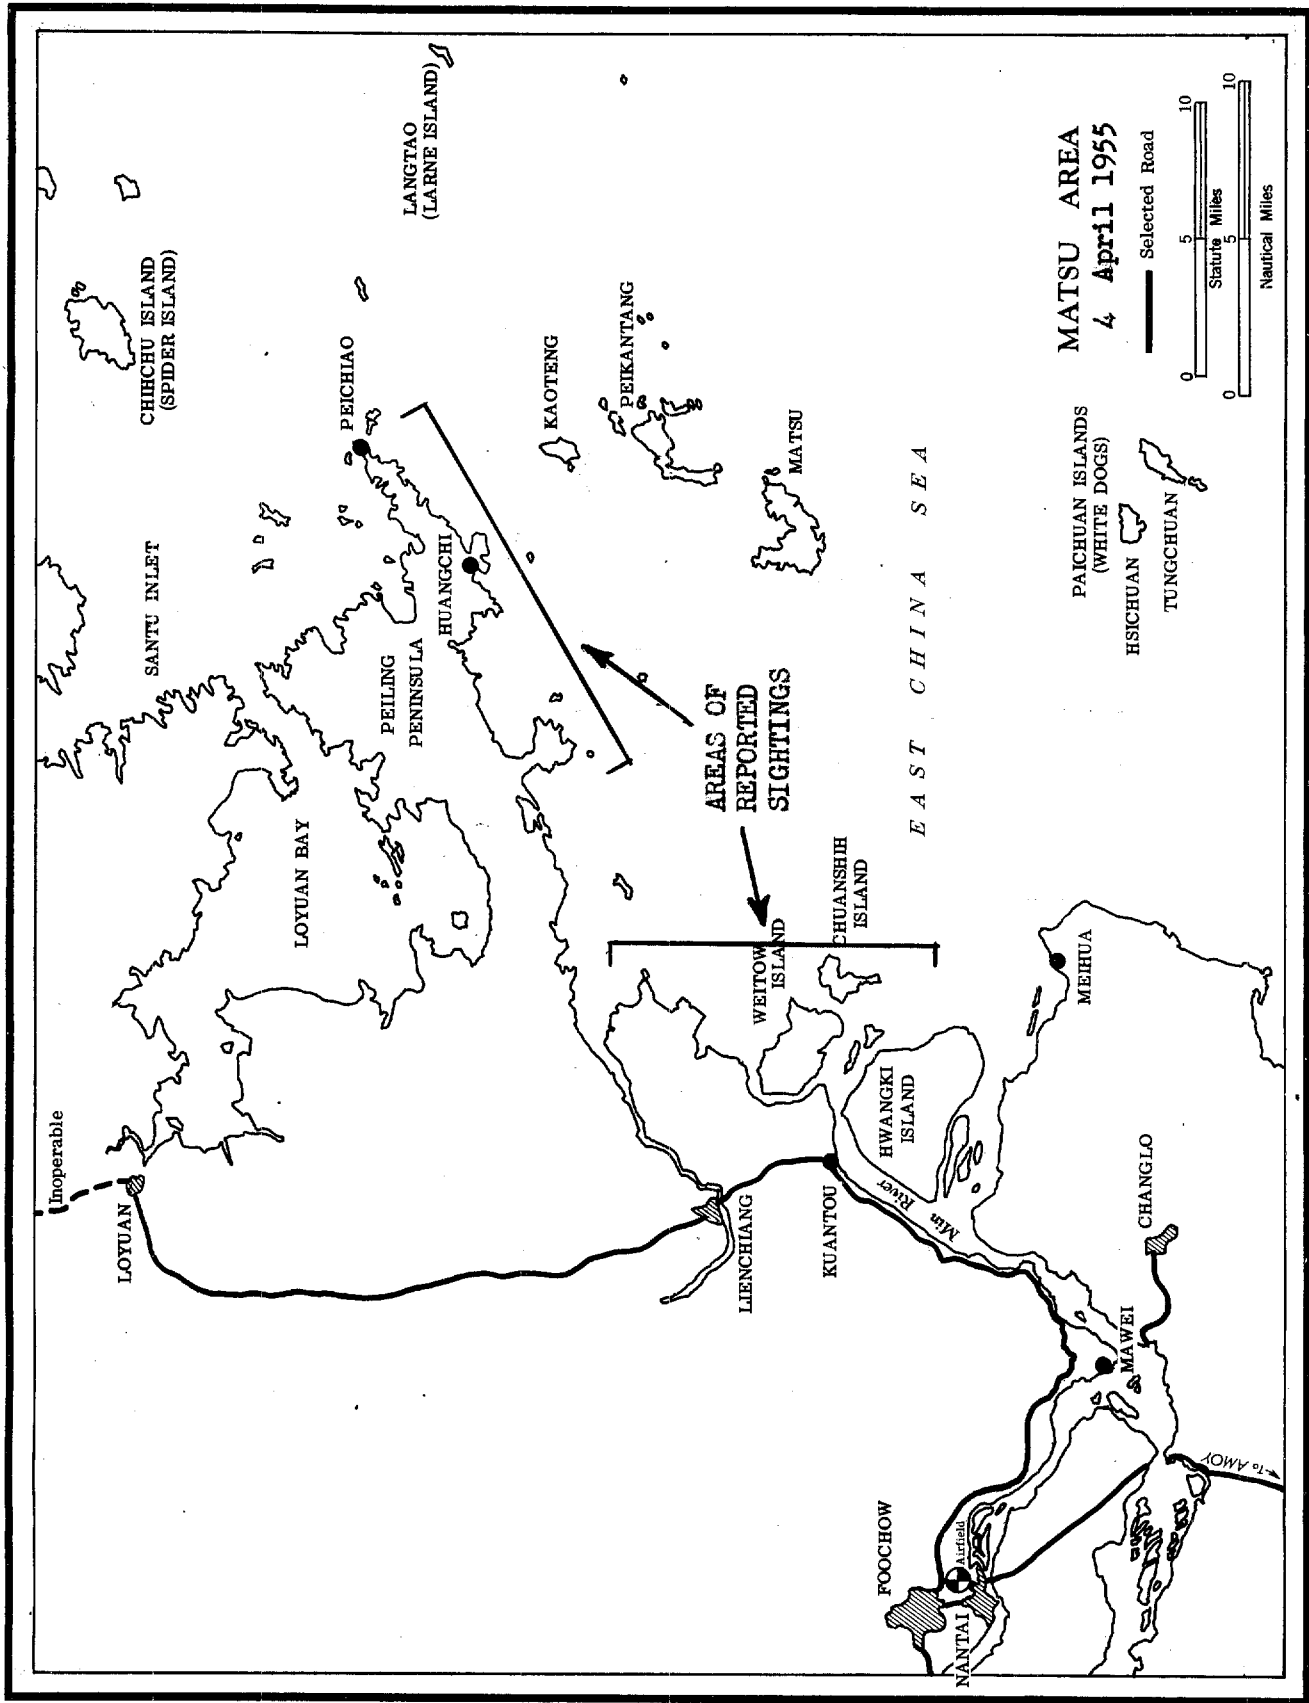 MATSU AREA
4 April 1955
Selected Road
0 5 10
Statute Miles
0 5 10
Nautical Miles
CHIHCHU ISLAND
(SPIDER ISLAND)
LANGTAO
(LARNE ISLAND)
SANTU INLET
PEICHIAO
HUANGCHI
PEILING
PENINSULA
KAOTENG
PEIKANTANG
MATSU
LOYUAN BAY
AREAS OF
REPORTED
SIGHTINGS
EAST CHINA SEA
PAICHUAN ISLANDS
(WHITE DOGS)
HSICHUAN
TUNGCHUAN
Inoperable
LOYUAN
LIENCHIANG
WEITOW
ISLAND
CHUANSHIH
ISLAND
KUANTOU
HWANGKI
ISLAND
Min River
MEIHUA
CHANGLO
MAWEI
FOOCHOW
Airfield
NANTAI
To AMOY